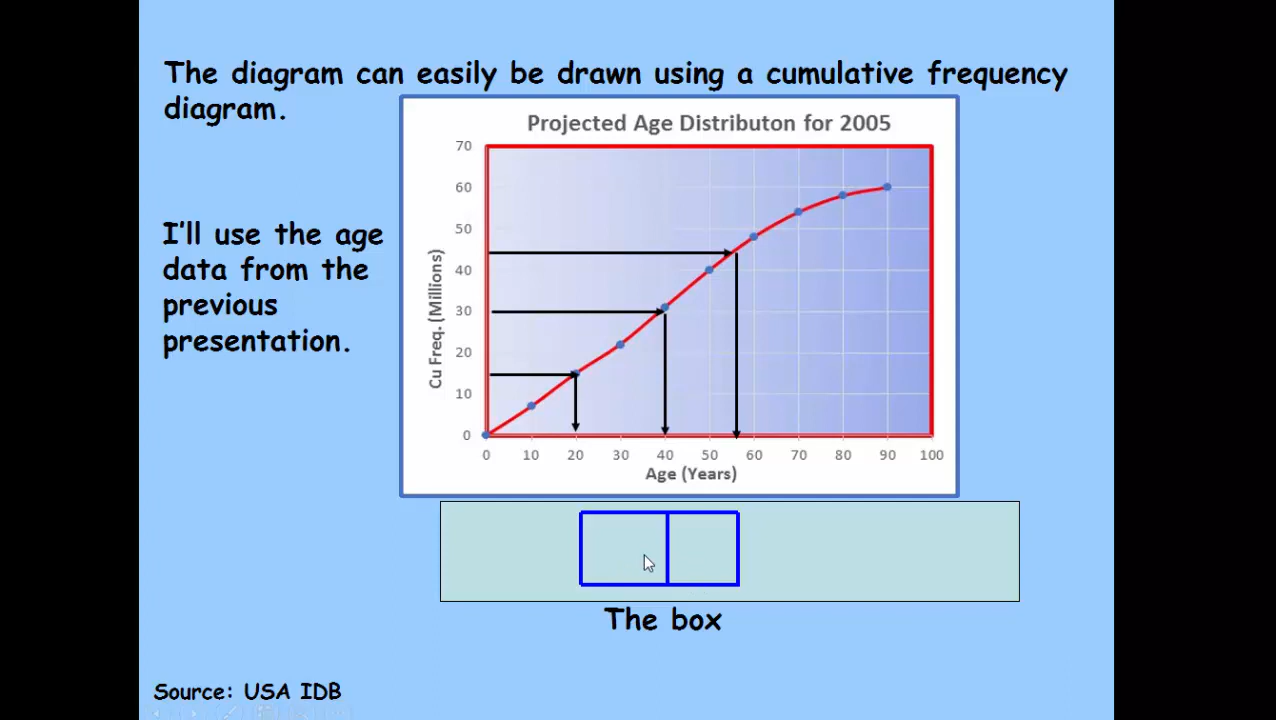 The diagram can easily be drawn using a cumulative frequency
diagram.
Projected Age Distributon for 2005
I'll use the age
data from the
previous
presentation.
Cu Freq. (Millions)
70
60
50
40
30
20
10
0
0 10 20 30 40 50 60 70 80 90 100
Age (Years)
The box
Source: USA IDB